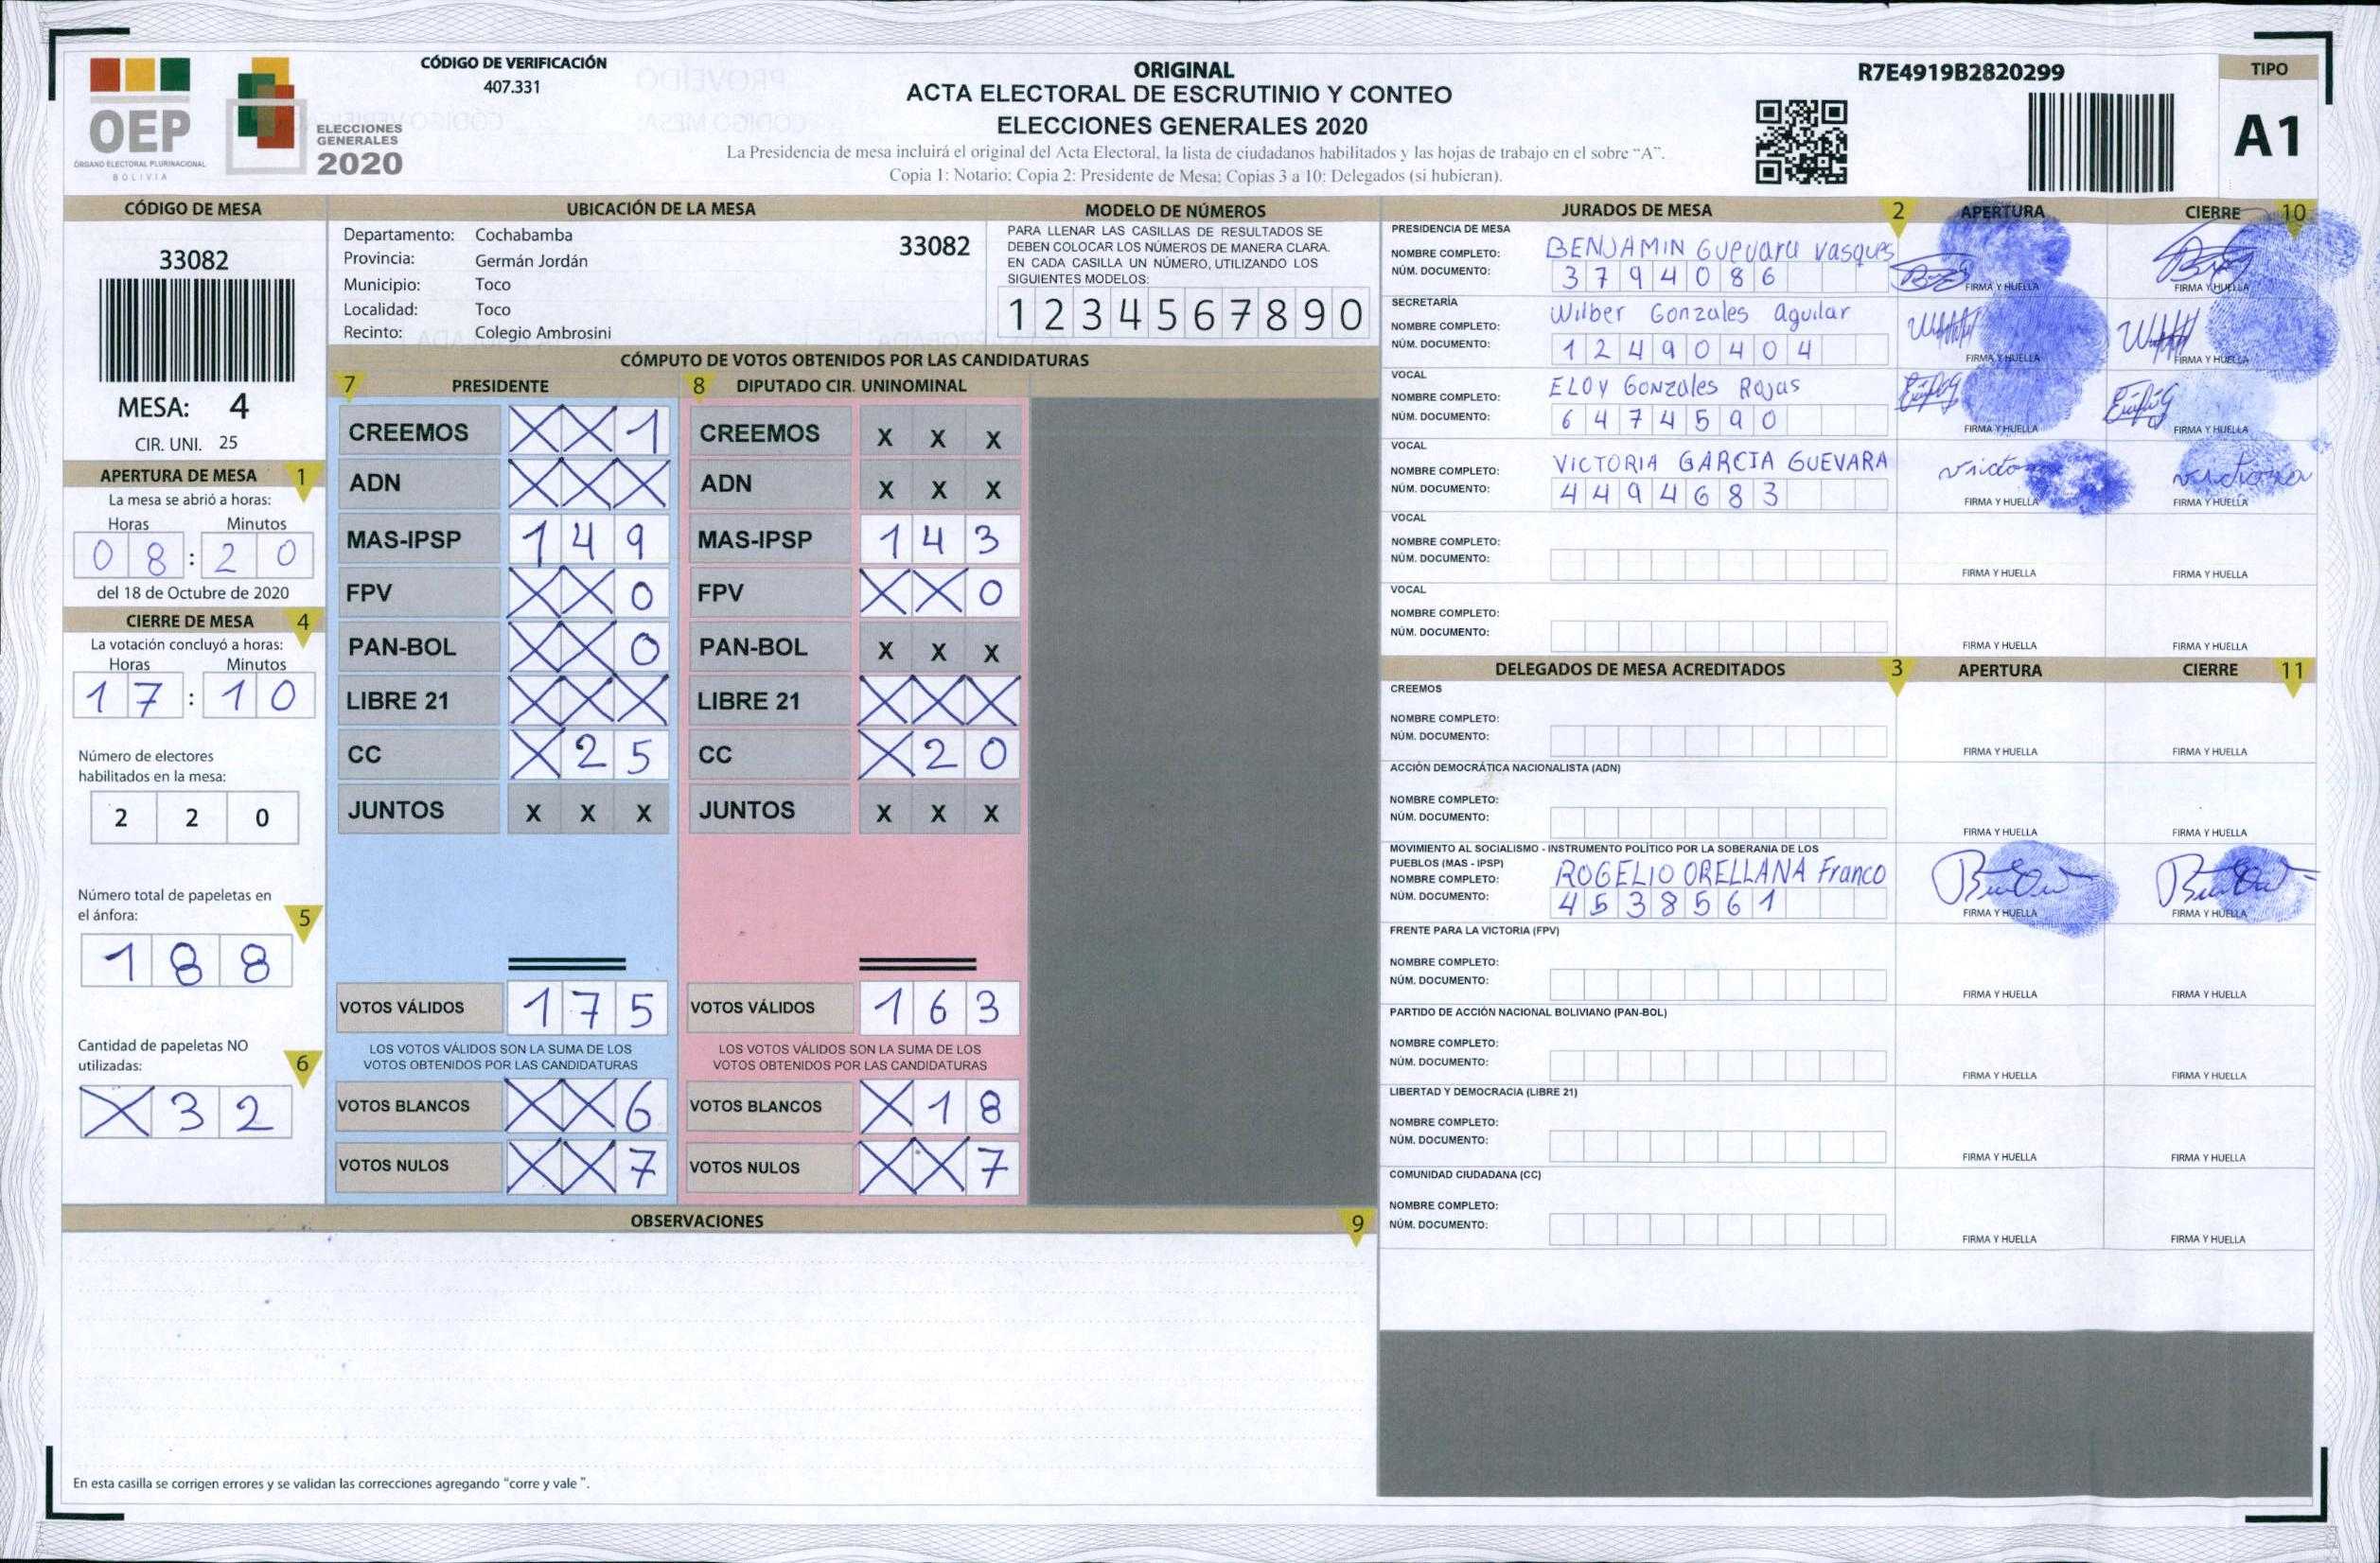 CÓDIGO DE VERIFICACIÓN
407.331
OEP
ÓRGANO ELECTORAL PLURINACIONAL
BOLIVIA
ELECCIONES
GENERALES
2020
ORIGINAL
ACTA ELECTORAL DE ESCRUTINIO Y CONTEO
ELECCIONES GENERALES 2020
La Presidencia de mesa incluirá el original del Acta Electoral, la lista de ciudadanos habilitados y las hojas de trabajo en el sobre “A”.
Copia 1: Notario; Copia 2: Presidente de Mesa; Copias 3 a 10: Delegados (si hubieran).
R7E4919B2820299
TIPO
A1
CÓDIGO DE MESA
33082
MESA: 4
CIR. UNI. 25
APERTURA DE MESA 1
La mesa se abrió a horas:
Horas Minutos
08:20
del 18 de Octubre de 2020
CIERRE DE MESA 4
La votación concluyó a horas:
Horas Minutos
17:10
Número de electores
habilitados en la mesa:
2 2 0
Número total de papeletas en
el ánfora: 5
1 8 8
Cantidad de papeletas NO
utilizadas: 6
X 3 2
UBICACIÓN DE LA MESA
Departamento: Cochabamba 33082
Provincia: Germán Jordán
Municipio: Toco
Localidad: Toco
Recinto: Colegio Ambrosini
MODELO DE NÚMEROS
PARA LLENAR LAS CASILLAS DE RESULTADOS SE
DEBEN COLOCAR LOS NÚMEROS DE MANERA CLARA.
EN CADA CASILLA UN NÚMERO, UTILIZANDO LOS
SIGUIENTES MODELOS:
1 2 3 4 5 6 7 8 9 0
CÓMPUTO DE VOTOS OBTENIDOS POR LAS CANDIDATURAS
7 PRESIDENTE
CREEMOS X X 1
ADN X X X
MAS-IPSP 1 4 9
FPV X X 0
PAN-BOL X X 0
LIBRE 21 X X X
CC X 2 5
JUNTOS X X X
VOTOS VÁLIDOS 1 7 5
LOS VOTOS VÁLIDOS SON LA SUMA DE LOS
VOTOS OBTENIDOS POR LAS CANDIDATURAS
VOTOS BLANCOS X X 6
VOTOS NULOS X X 7
8 DIPUTADO CIR. UNINOMINAL
CREEMOS X X X
ADN X X X
MAS-IPSP 1 4 3
FPV X X 0
PAN-BOL X X X
LIBRE 21 X X X
CC X 2 0
JUNTOS X X X
VOTOS VÁLIDOS 1 6 3
LOS VOTOS VÁLIDOS SON LA SUMA DE LOS
VOTOS OBTENIDOS POR LAS CANDIDATURAS
VOTOS BLANCOS X 1 8
VOTOS NULOS X X 7
OBSERVACIONES 9
En esta casilla se corrigen errores y se validan las correcciones agregando “corre y vale ”.
JURADOS DE MESA 2 APERTURA CIERRE 10
PRESIDENCIA DE MESA
NOMBRE COMPLETO: BENJAMIN Guevara Vasques
NÚM. DOCUMENTO: 3794086
FIRMA Y HUELLA FIRMA Y HUELLA
SECRETARÍA
NOMBRE COMPLETO: Wilber Gonzales Aguilar
NÚM. DOCUMENTO: 12490404
FIRMA Y HUELLA FIRMA Y HUELLA
VOCAL
NOMBRE COMPLETO: ELOY Gonzales Rojas
NÚM. DOCUMENTO: 6474590
FIRMA Y HUELLA FIRMA Y HUELLA
VOCAL
NOMBRE COMPLETO: VICTORIA GARCIA GUEVARA
NÚM. DOCUMENTO: 4494683
victo victoria
FIRMA Y HUELLA FIRMA Y HUELLA
VOCAL
NOMBRE COMPLETO:
NÚM. DOCUMENTO:
FIRMA Y HUELLA FIRMA Y HUELLA
VOCAL
NOMBRE COMPLETO:
NÚM. DOCUMENTO:
FIRMA Y HUELLA FIRMA Y HUELLA
DELEGADOS DE MESA ACREDITADOS 3 APERTURA CIERRE 11
CREEMOS
NOMBRE COMPLETO:
NÚM. DOCUMENTO:
FIRMA Y HUELLA FIRMA Y HUELLA
ACCIÓN DEMOCRÁTICA NACIONALISTA (ADN)
NOMBRE COMPLETO:
NÚM. DOCUMENTO:
FIRMA Y HUELLA FIRMA Y HUELLA
MOVIMIENTO AL SOCIALISMO - INSTRUMENTO POLÍTICO POR LA SOBERANIA DE LOS
PUEBLOS (MAS - IPSP)
NOMBRE COMPLETO: ROGELIO ORELLANA Franco
NÚM. DOCUMENTO: 4538561
FIRMA Y HUELLA FIRMA Y HUELLA
FRENTE PARA LA VICTORIA (FPV)
NOMBRE COMPLETO:
NÚM. DOCUMENTO:
FIRMA Y HUELLA FIRMA Y HUELLA
PARTIDO DE ACCIÓN NACIONAL BOLIVIANO (PAN-BOL)
NOMBRE COMPLETO:
NÚM. DOCUMENTO:
FIRMA Y HUELLA FIRMA Y HUELLA
LIBERTAD Y DEMOCRACIA (LIBRE 21)
NOMBRE COMPLETO:
NÚM. DOCUMENTO:
FIRMA Y HUELLA FIRMA Y HUELLA
COMUNIDAD CIUDADANA (CC)
NOMBRE COMPLETO:
NÚM. DOCUMENTO:
FIRMA Y HUELLA FIRMA Y HUELLA